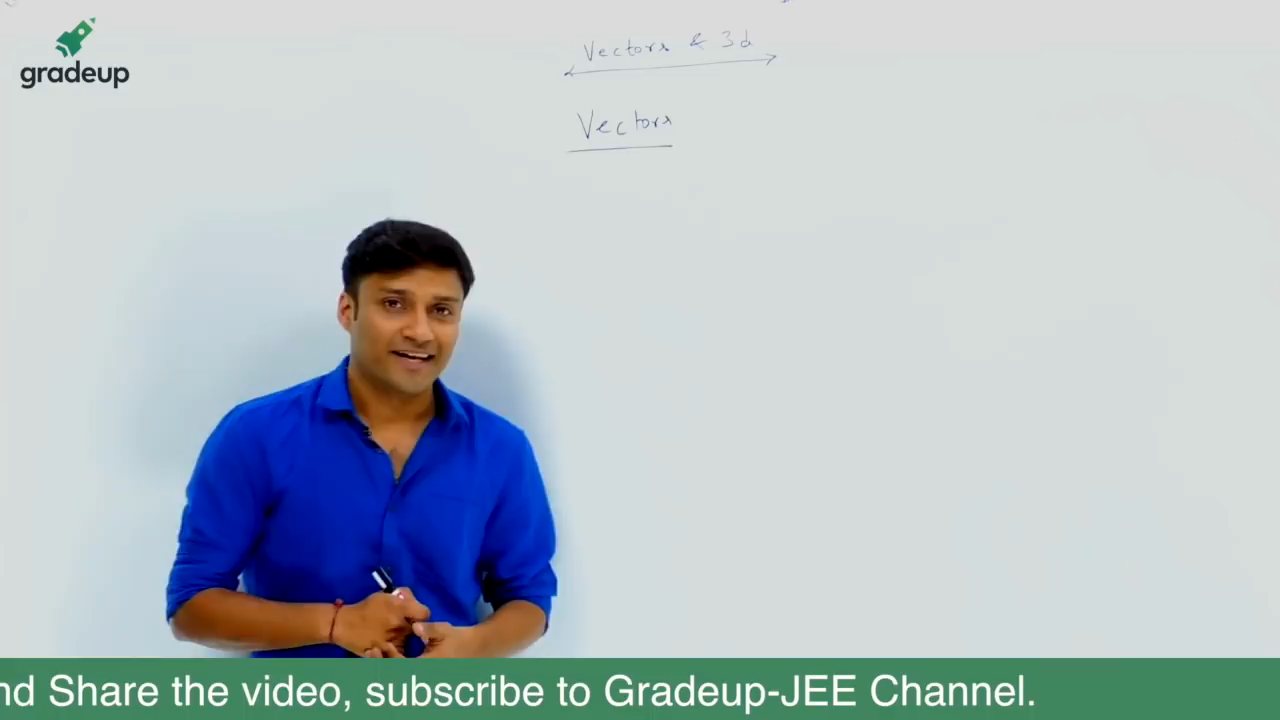 gradeup
Vectors & 3d
Vectors
nd Share the video, subscribe to Gradeup-JEE Channel.